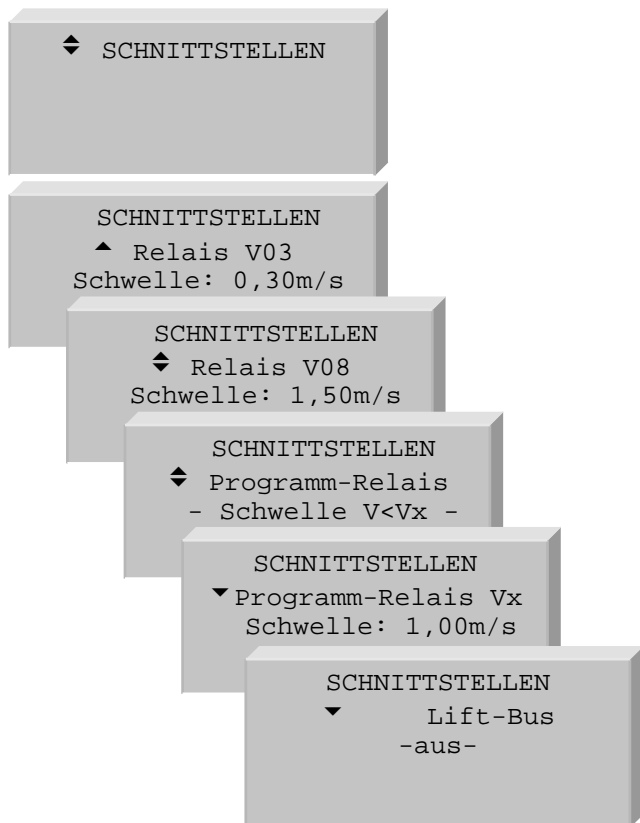 SCHNITTSTELLEN
SCHNITTSTELLEN
Relais V03
Schwelle: 0,30m/s
SCHNITTSTELLEN
Relais V08
Schwelle: 1,50m/s
SCHNITTSTELLEN
Programm-Relais
- Schwelle V<Vx -
SCHNITTSTELLEN
Programm-Relais Vx
Schwelle: 1,00m/s
SCHNITTSTELLEN
Lift-Bus
-aus-